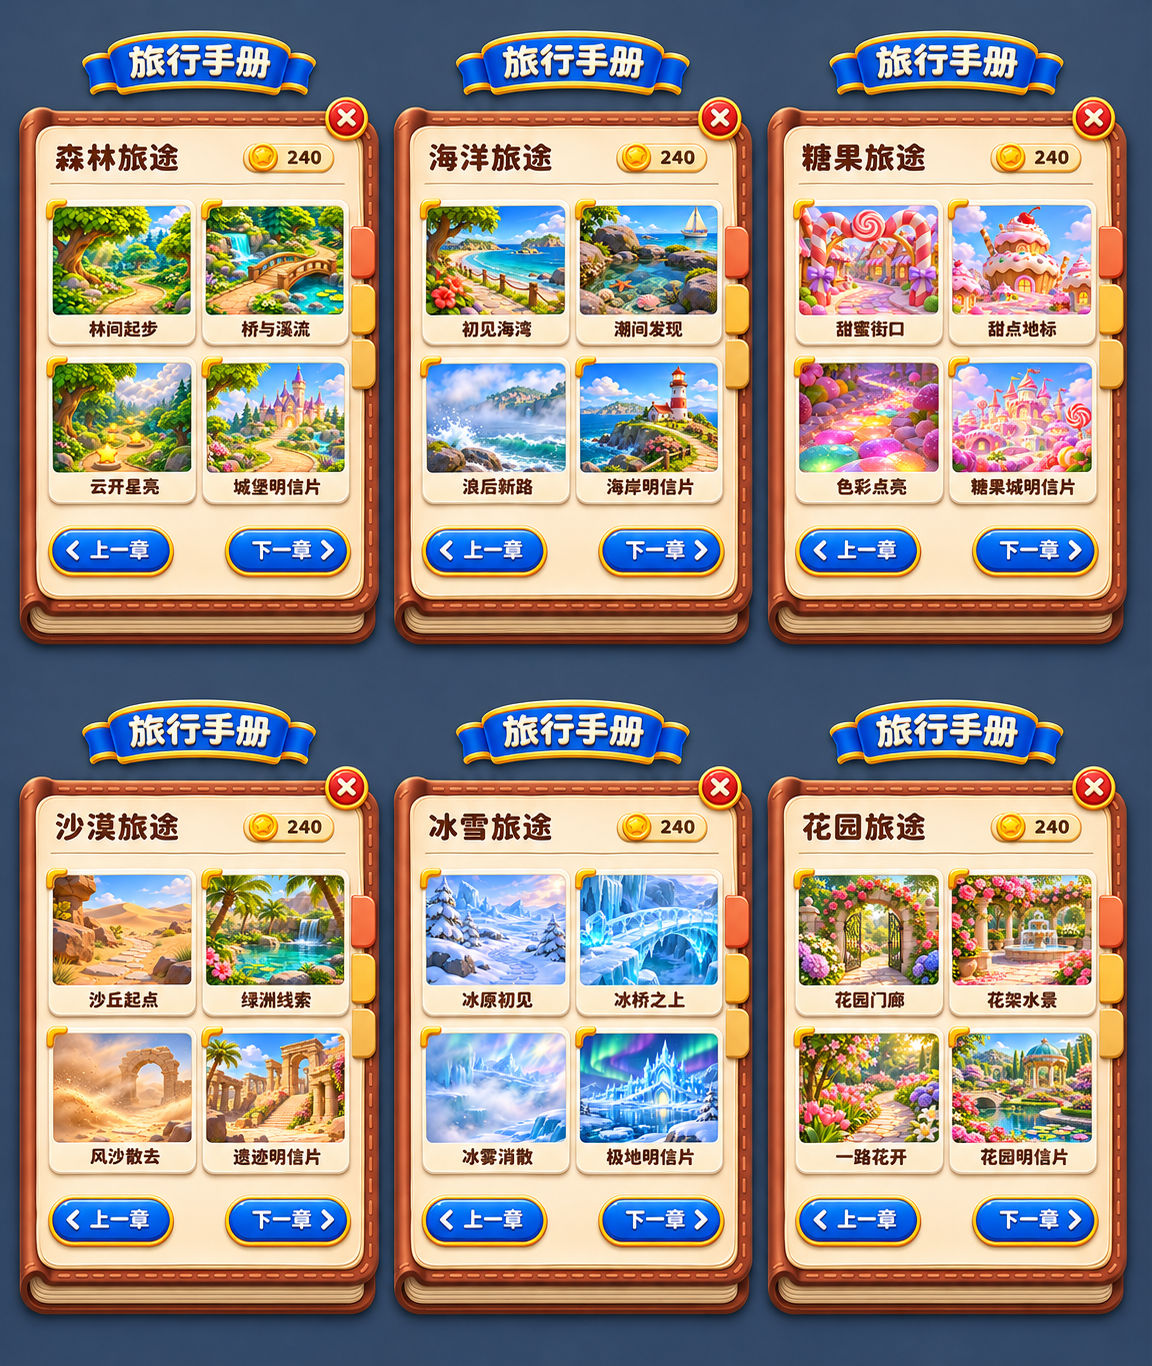 旅行手册
森林旅途
240
林间起步
桥与溪流
云开星亮
城堡明信片
上一章
下一章
旅行手册
海洋旅途
240
初见海湾
潮间发现
浪后新路
海岸明信片
上一章
下一章
旅行手册
糖果旅途
240
甜蜜街口
甜点地标
色彩点亮
糖果城明信片
上一章
下一章
旅行手册
沙漠旅途
240
沙丘起点
绿洲线索
风沙散去
遗迹明信片
上一章
下一章
旅行手册
冰雪旅途
240
冰原初见
冰桥之上
冰雾消散
极地明信片
上一章
下一章
旅行手册
花园旅途
240
花园门廊
花架水景
一路花开
花园明信片
上一章
下一章